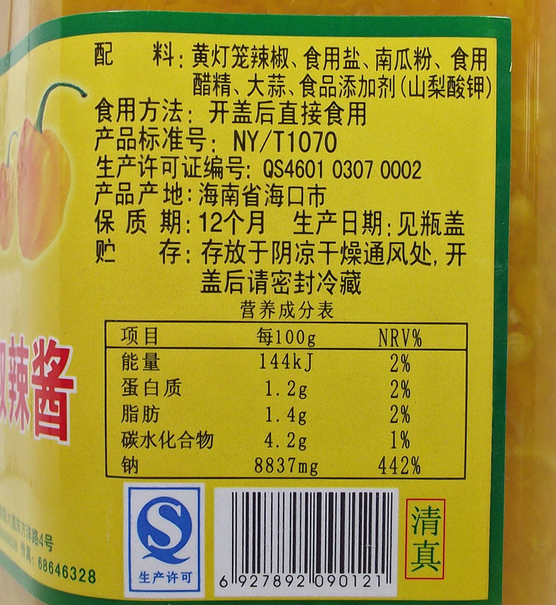 配 料:黄灯笼辣椒、食用盐、南瓜粉、食用
醋精、大蒜、食品添加剂(山梨酸钾)
食用方法: 开盖后直接食用
产品标准号: NY/T1070
生产许可证编号: QS4601 0307 0002
产品产地:海南省海口市
保 质 期:12个月 生产日期:见瓶盖
贮 存:存放于阴凉干燥通风处,开
盖后请密封冷藏
营养成分表
项目 每100g NRV%
能量 144kJ 2%
蛋白质 1.2g 2%
脂肪 1.4g 2%
碳水化合物 4.2g 1%
钠 8837mg 442%
辣酱
路4号
68646328
生产许可
6 927892 090121
清真